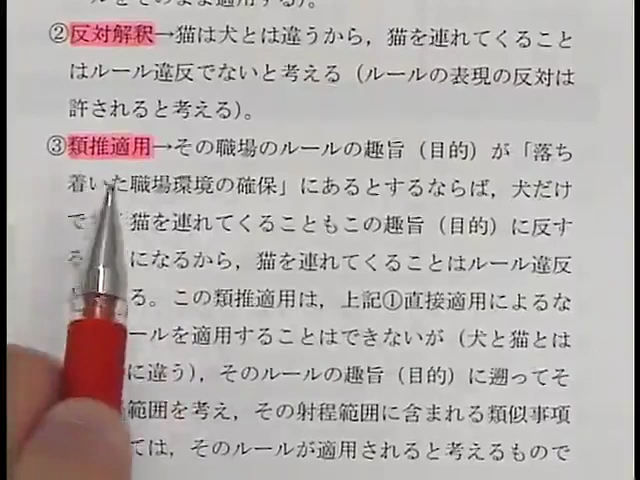 ールをそのまま適用する）。
②反対解釈→猫は犬とは違うから，猫を連れてくること
はルール違反でないと考える（ルールの表現の反対は
許されると考える）。
③類推適用→その職場のルールの趣旨（目的）が「落ち
着いた職場環境の確保」にあるとするならば，犬だけ
で 猫を連れてくることもこの趣旨（目的）に反す
る になるから，猫を連れてくることはルール違反
る。この類推適用は，上記①直接適用によるな
ールを適用することはできないが（犬と猫とは
に違う），そのルールの趣旨（目的）に遡ってそ
範囲を考え，その射程範囲に含まれる類似事項
ては，そのルールが適用されると考えるもので